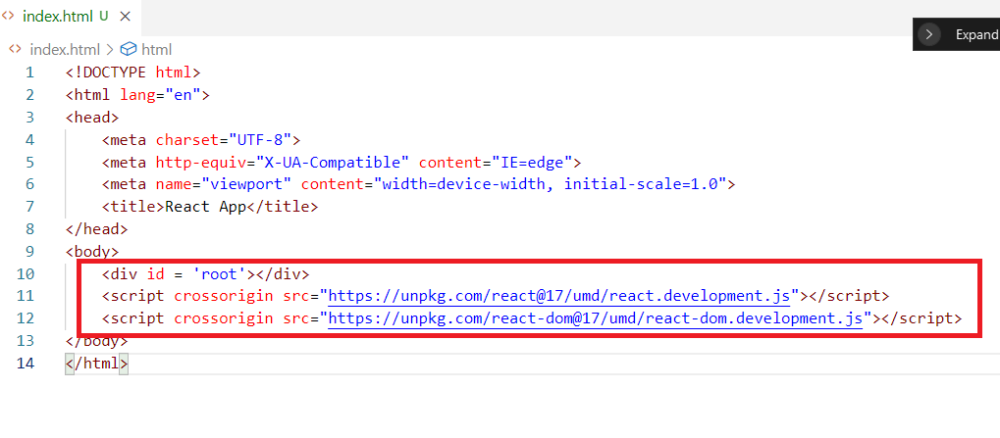 <> index.html U ×
<> index.html > html
> Expand
1 <!DOCTYPE html>
2 <html lang="en">
3 <head>
4     <meta charset="UTF-8">
5     <meta http-equiv="X-UA-Compatible" content="IE=edge">
6     <meta name="viewport" content="width=device-width, initial-scale=1.0">
7     <title>React App</title>
8 </head>
9 <body>
10     <div id = 'root'></div>
11     <script crossorigin src="https://unpkg.com/react@17/umd/react.development.js"></script>
12     <script crossorigin src="https://unpkg.com/react-dom@17/umd/react-dom.development.js"></script>
13 </body>
14 </html>